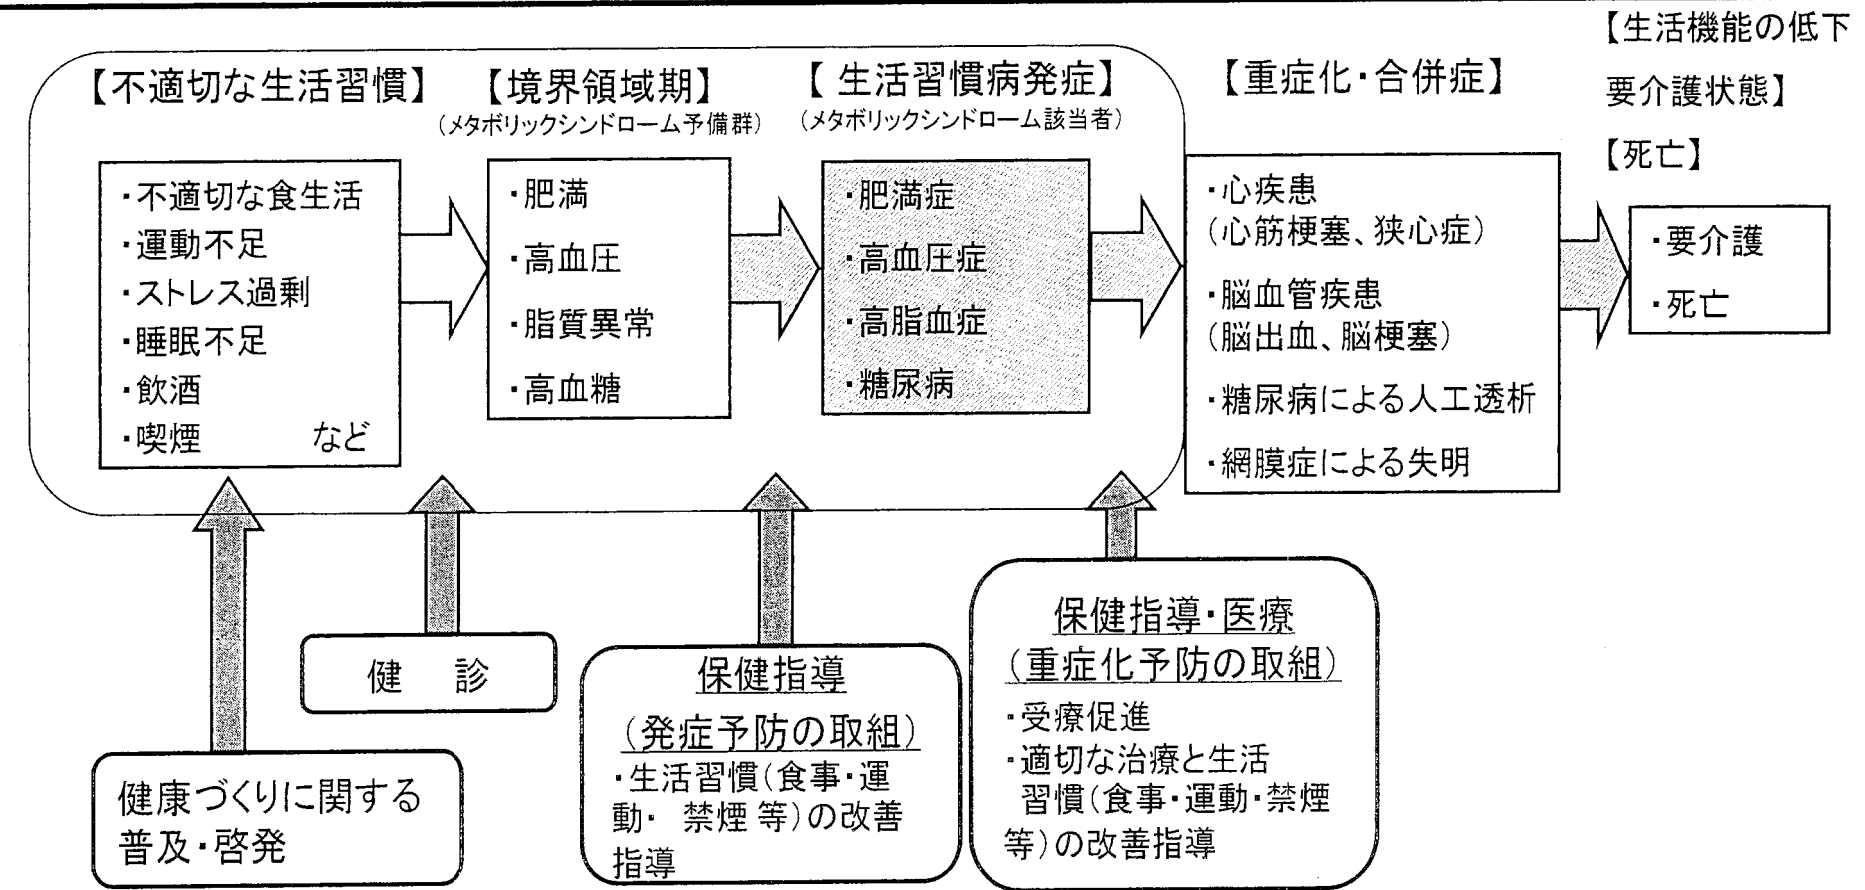 【不適切な生活習慣】
・不適切な食生活
・運動不足
・ストレス過剰
・睡眠不足
・飲酒
・喫煙 など
【境界領域期】
(メタボリックシンドローム予備群)
・肥満
・高血圧
・脂質異常
・高血糖
【 生活習慣病発症】
(メタボリックシンドローム該当者)
・肥満症
・高血圧症
・高脂血症
・糖尿病
【重症化・合併症】
・心疾患
(心筋梗塞、狭心症)
・脳血管疾患
(脳出血、脳梗塞)
・糖尿病による人工透析
・網膜症による失明
【生活機能の低下
要介護状態】
【死亡】
・要介護
・死亡
健康づくりに関する
普及・啓発
健 診
保健指導
(発症予防の取組)
・生活習慣(食事・運
動・ 禁煙 等)の改善
指導
保健指導・医療
(重症化予防の取組)
・受療促進
・適切な治療と生活
習慣(食事・運動・禁煙
等)の改善指導